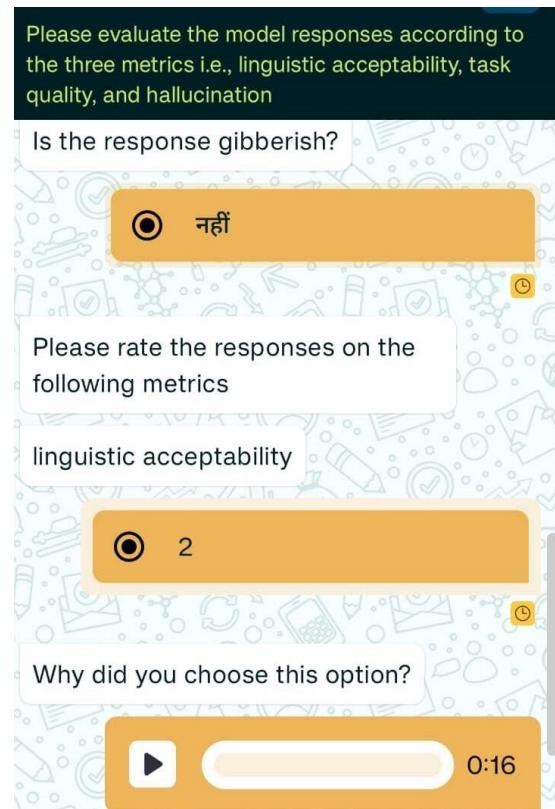 Please evaluate the model responses according to
the three metrics i.e., linguistic acceptability, task
quality, and hallucination
Is the response gibberish?
नहीं
Please rate the responses on the
following metrics
linguistic acceptability
2
Why did you choose this option?
0:16